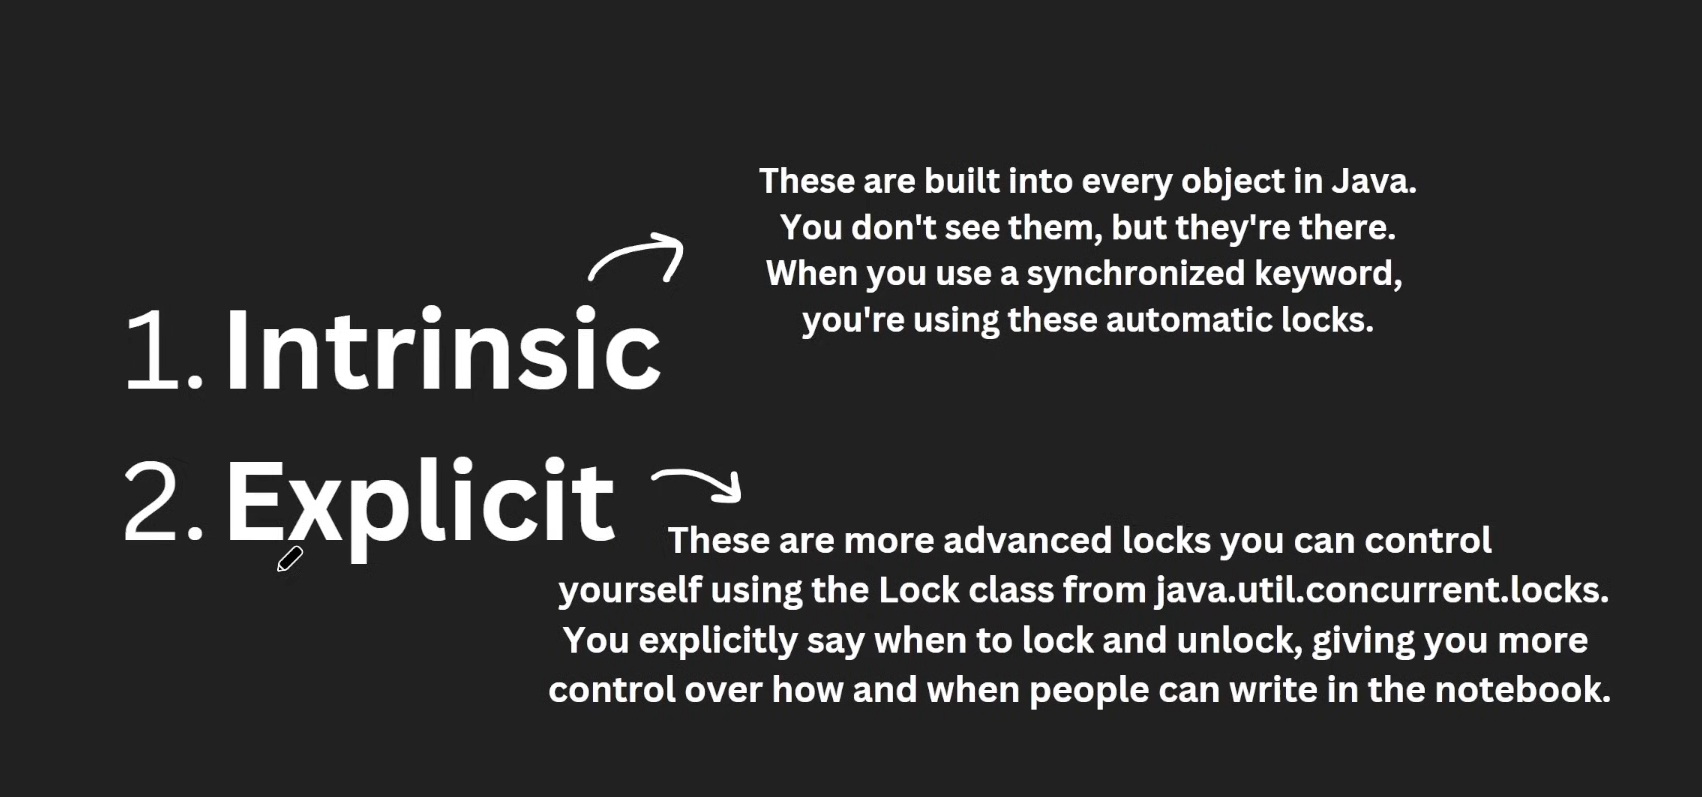 These are built into every object in Java.
You don't see them, but they're there.
When you use a synchronized keyword,
you're using these automatic locks.
1. Intrinsic
2. Explicit
These are more advanced locks you can control
yourself using the Lock class from java.util.concurrent.locks.
You explicitly say when to lock and unlock, giving you more
control over how and when people can write in the notebook.